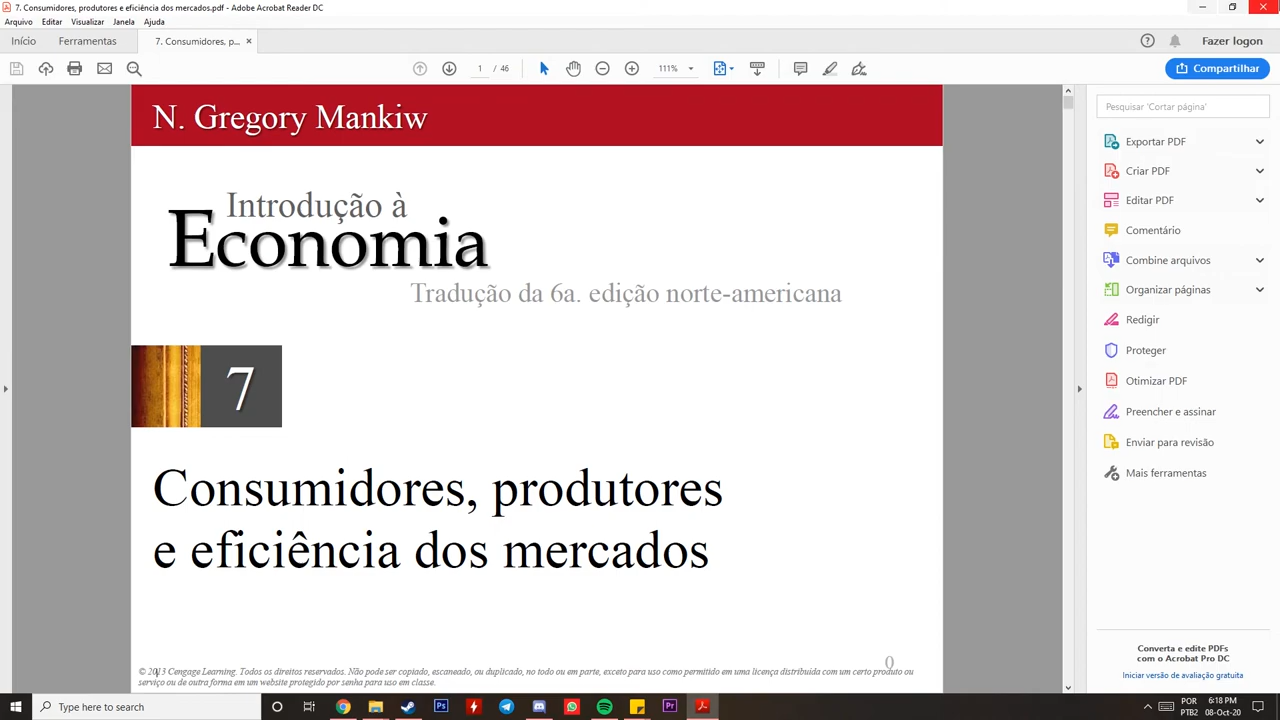 7. Consumidores, produtores e eficiência dos mercados.pdf - Adobe Acrobat Reader DC
Arquivo Editar Visualizar Janela Ajuda
Início Ferramentas 7. Consumidores, p... × Fazer logon
1 / 46 111% Compartilhar
N. Gregory Mankiw
Introdução à
Economia
Tradução da 6a. edição norte-americana
7
Consumidores, produtores
e eficiência dos mercados
0
© 2013 Cengage Learning. Todos os direitos reservados. Não pode ser copiado, escaneado, ou duplicado, no todo ou em parte, exceto para uso como permitido em uma licença distribuída com um certo produto ou
serviço ou de outra forma em um website protegido por senha para uso em classe.
Pesquisar 'Cortar página'
Exportar PDF
Criar PDF
Editar PDF
Comentário
Combine arquivos
Organizar páginas
Redigir
Proteger
Otimizar PDF
Preencher e assinar
Enviar para revisão
Mais ferramentas
Converta e edite PDFs
com o Acrobat Pro DC
Iniciar versão de avaliação gratuita
Type here to search
Ps
Pr
POR
PTB2
6:18 PM
08-Oct-20